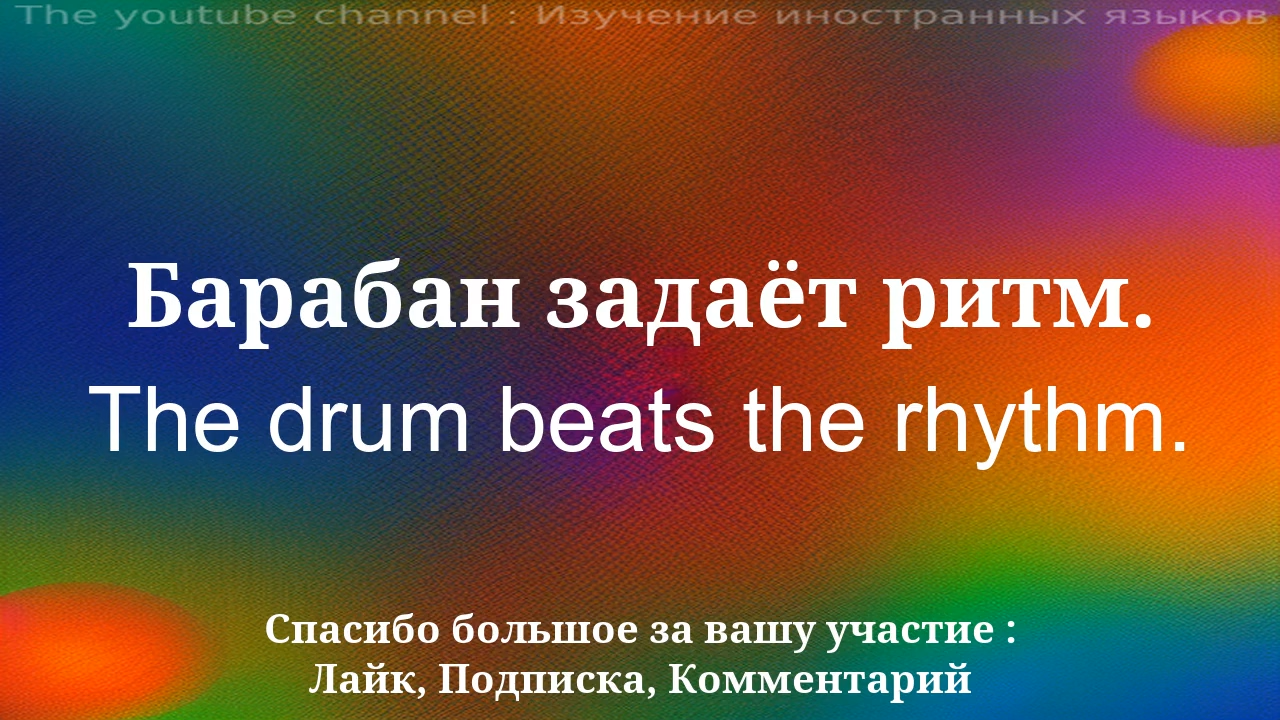 The youtube channel : Изучение иностранных языков
Барабан задаёт ритм.
The drum beats the rhythm.
Спасибо большое за вашу участие :
Лайк, Подписка, Комментарий